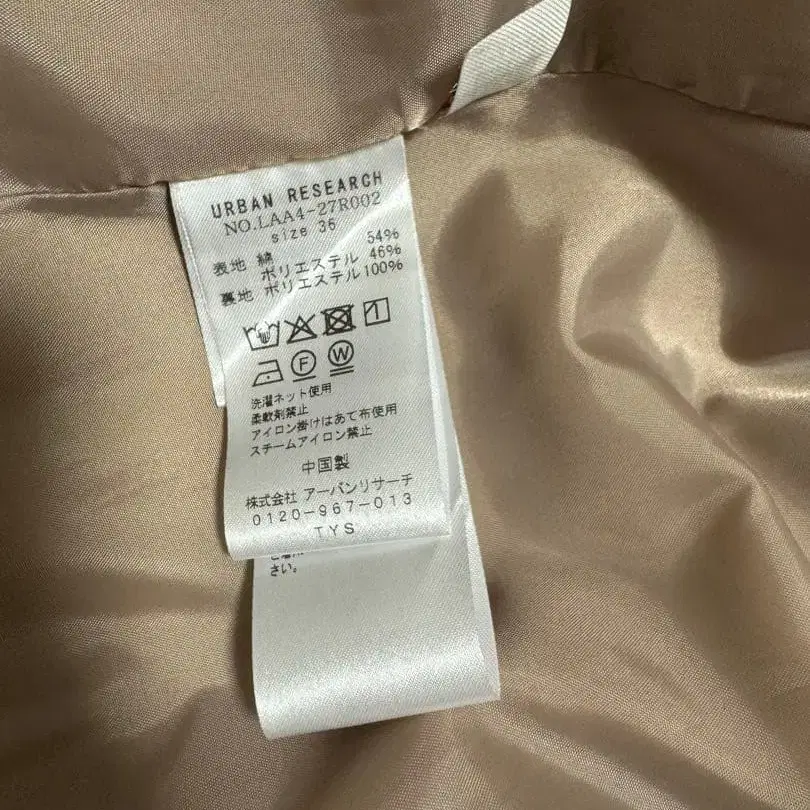 URBAN RESEARCH
NO.LAA4-27R002
size 36
表地 綿 54%
ポリエステル 46%
裏地 ポリエステル 100%
1
F W
洗濯ネット使用
柔軟剤禁止
アイロン掛けはあて布使用
スチームアイロン禁止
中国製
株式会社 アーバンリサーチ
0120-967-013
TYS
さい。